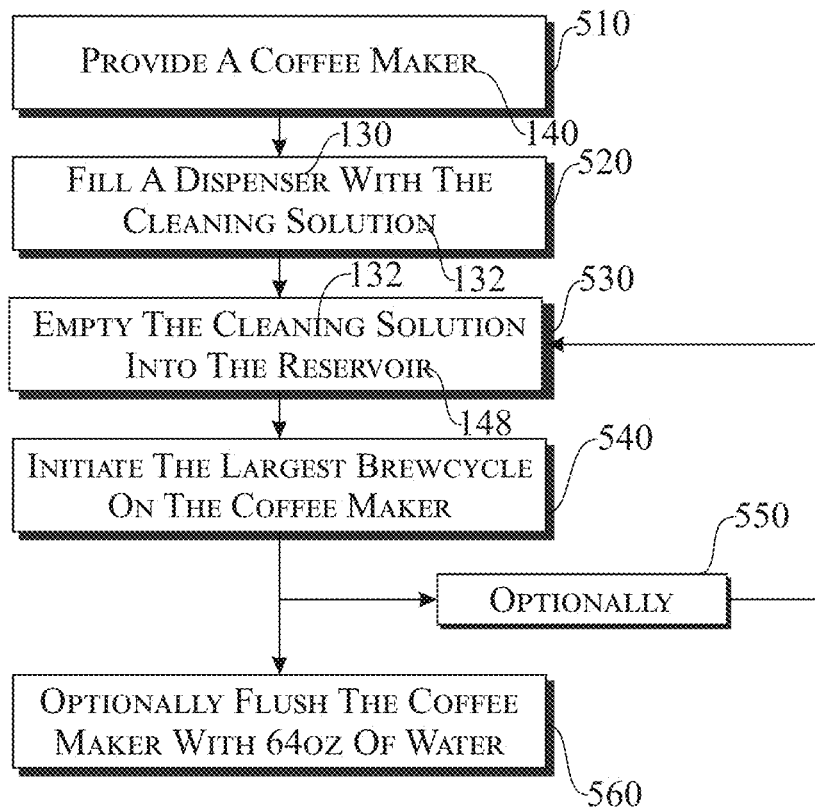 PROVIDE A COFFEE MAKER
510
140
130
FILL A DISPENSER WITH THE
CLEANING SOLUTION
520
132
132
EMPTY THE CLEANING SOLUTION
INTO THE RESERVOIR
530
148
INITIATE THE LARGEST BREWCYCLE
ON THE COFFEE MAKER
540
550
OPTIONALLY
OPTIONALLY FLUSH THE COFFEE
MAKER WITH 64OZ OF WATER
560